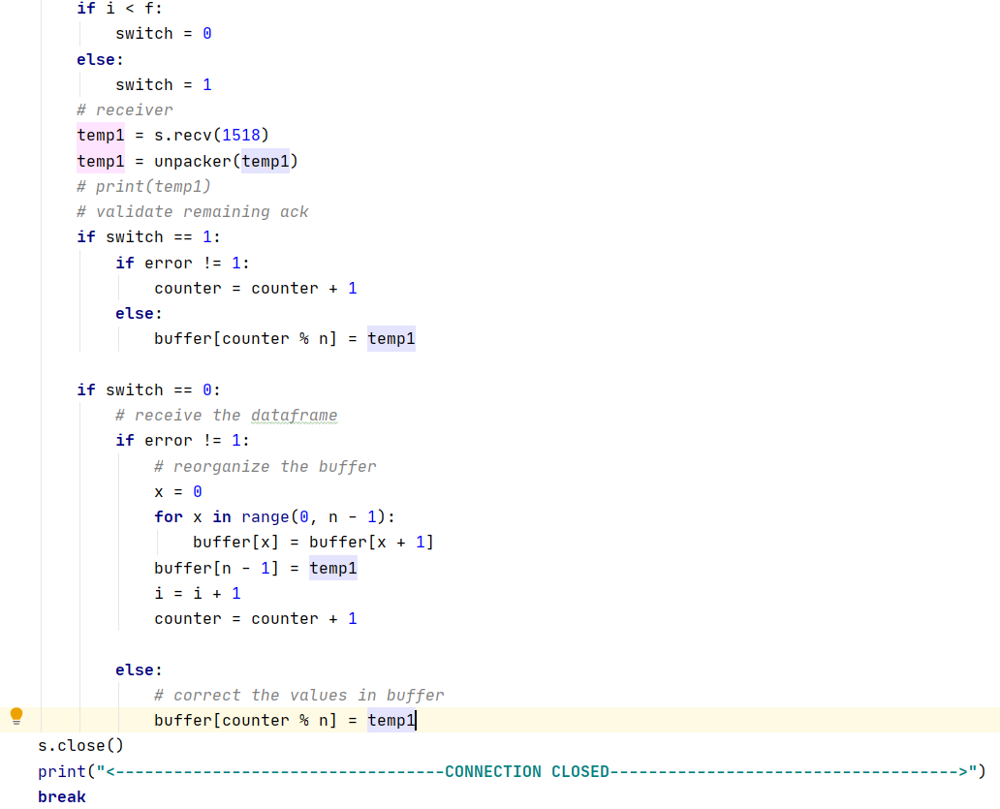 if i < f:
switch = 0
else:
switch = 1
# receiver
temp1 = s.recv(1518)
temp1 = unpacker(temp1)
# print(temp1)
# validate remaining ack
if switch == 1:
if error != 1:
counter = counter + 1
else:
buffer[counter % n] = temp1
if switch == 0:
# receive the dataframe
if error != 1:
# reorganize the buffer
x = 0
for x in range(0, n - 1):
buffer[x] = buffer[x + 1]
buffer[n - 1] = temp1
i = i + 1
counter = counter + 1
else:
# correct the values in buffer
buffer[counter % n] = temp1
s.close()
print("<----------------------------------CONNECTION CLOSED------------------------------------>")
break